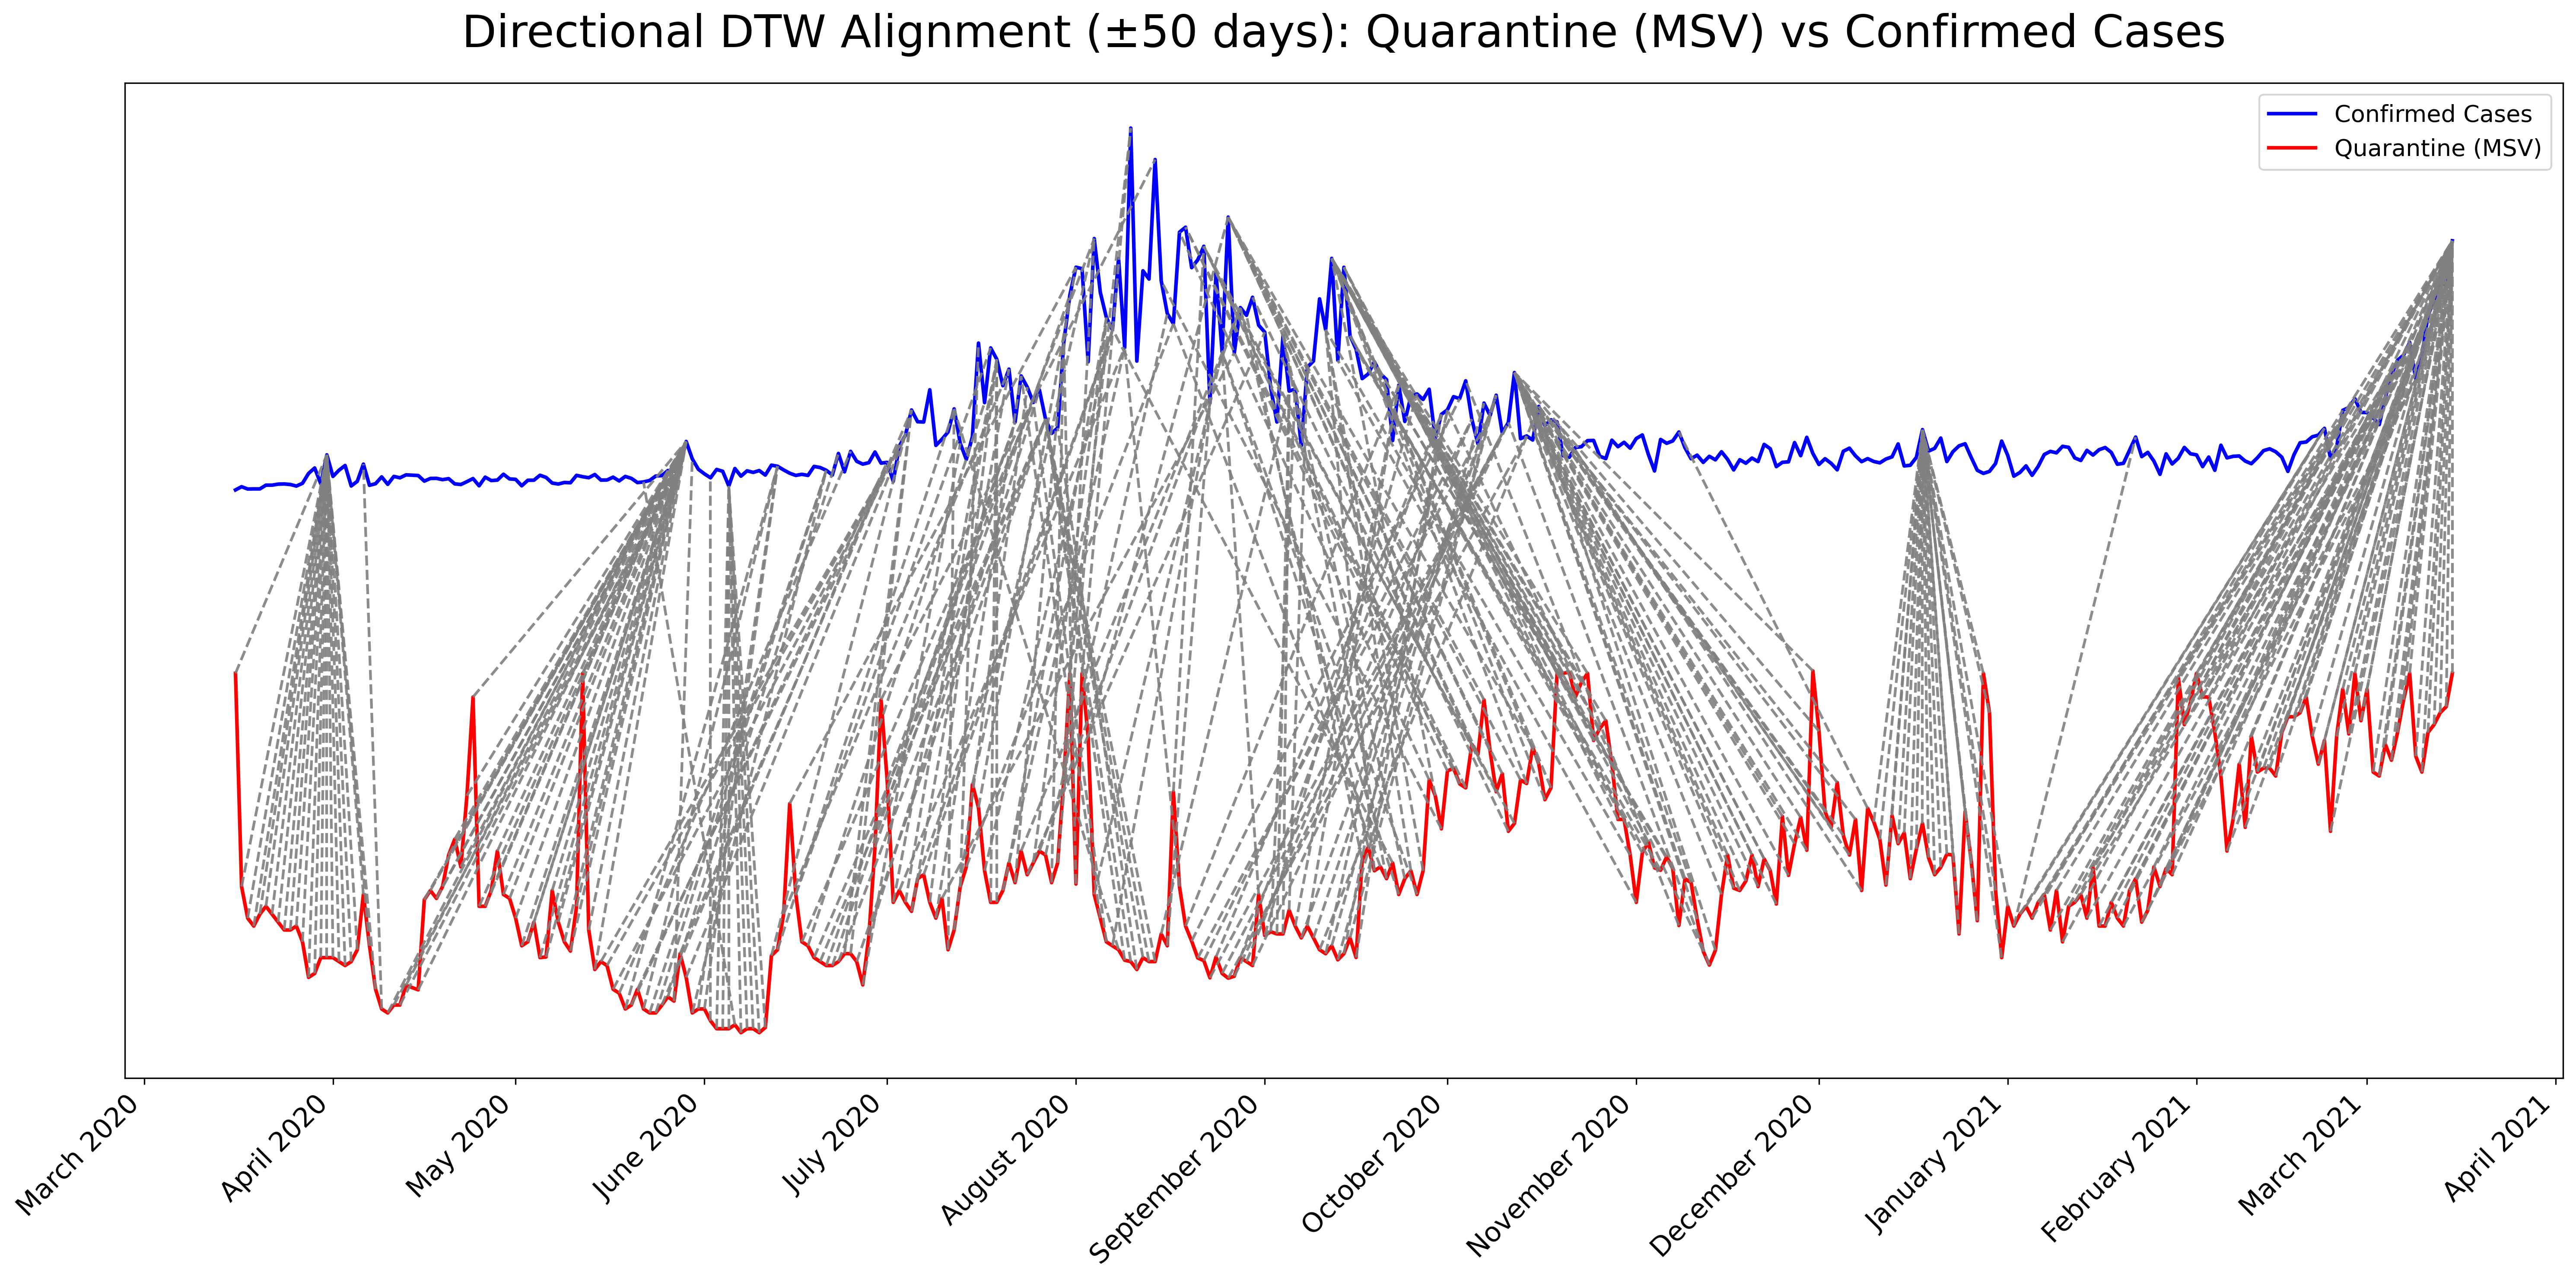 Directional DTW Alignment (±50 days): Quarantine (MSV) vs Confirmed Cases
Confirmed Cases
Quarantine (MSV)
March 2020
April 2020
May 2020
June 2020
July 2020
August 2020
September 2020
October 2020
November 2020
December 2020
January 2021
February 2021
March 2021
April 2021